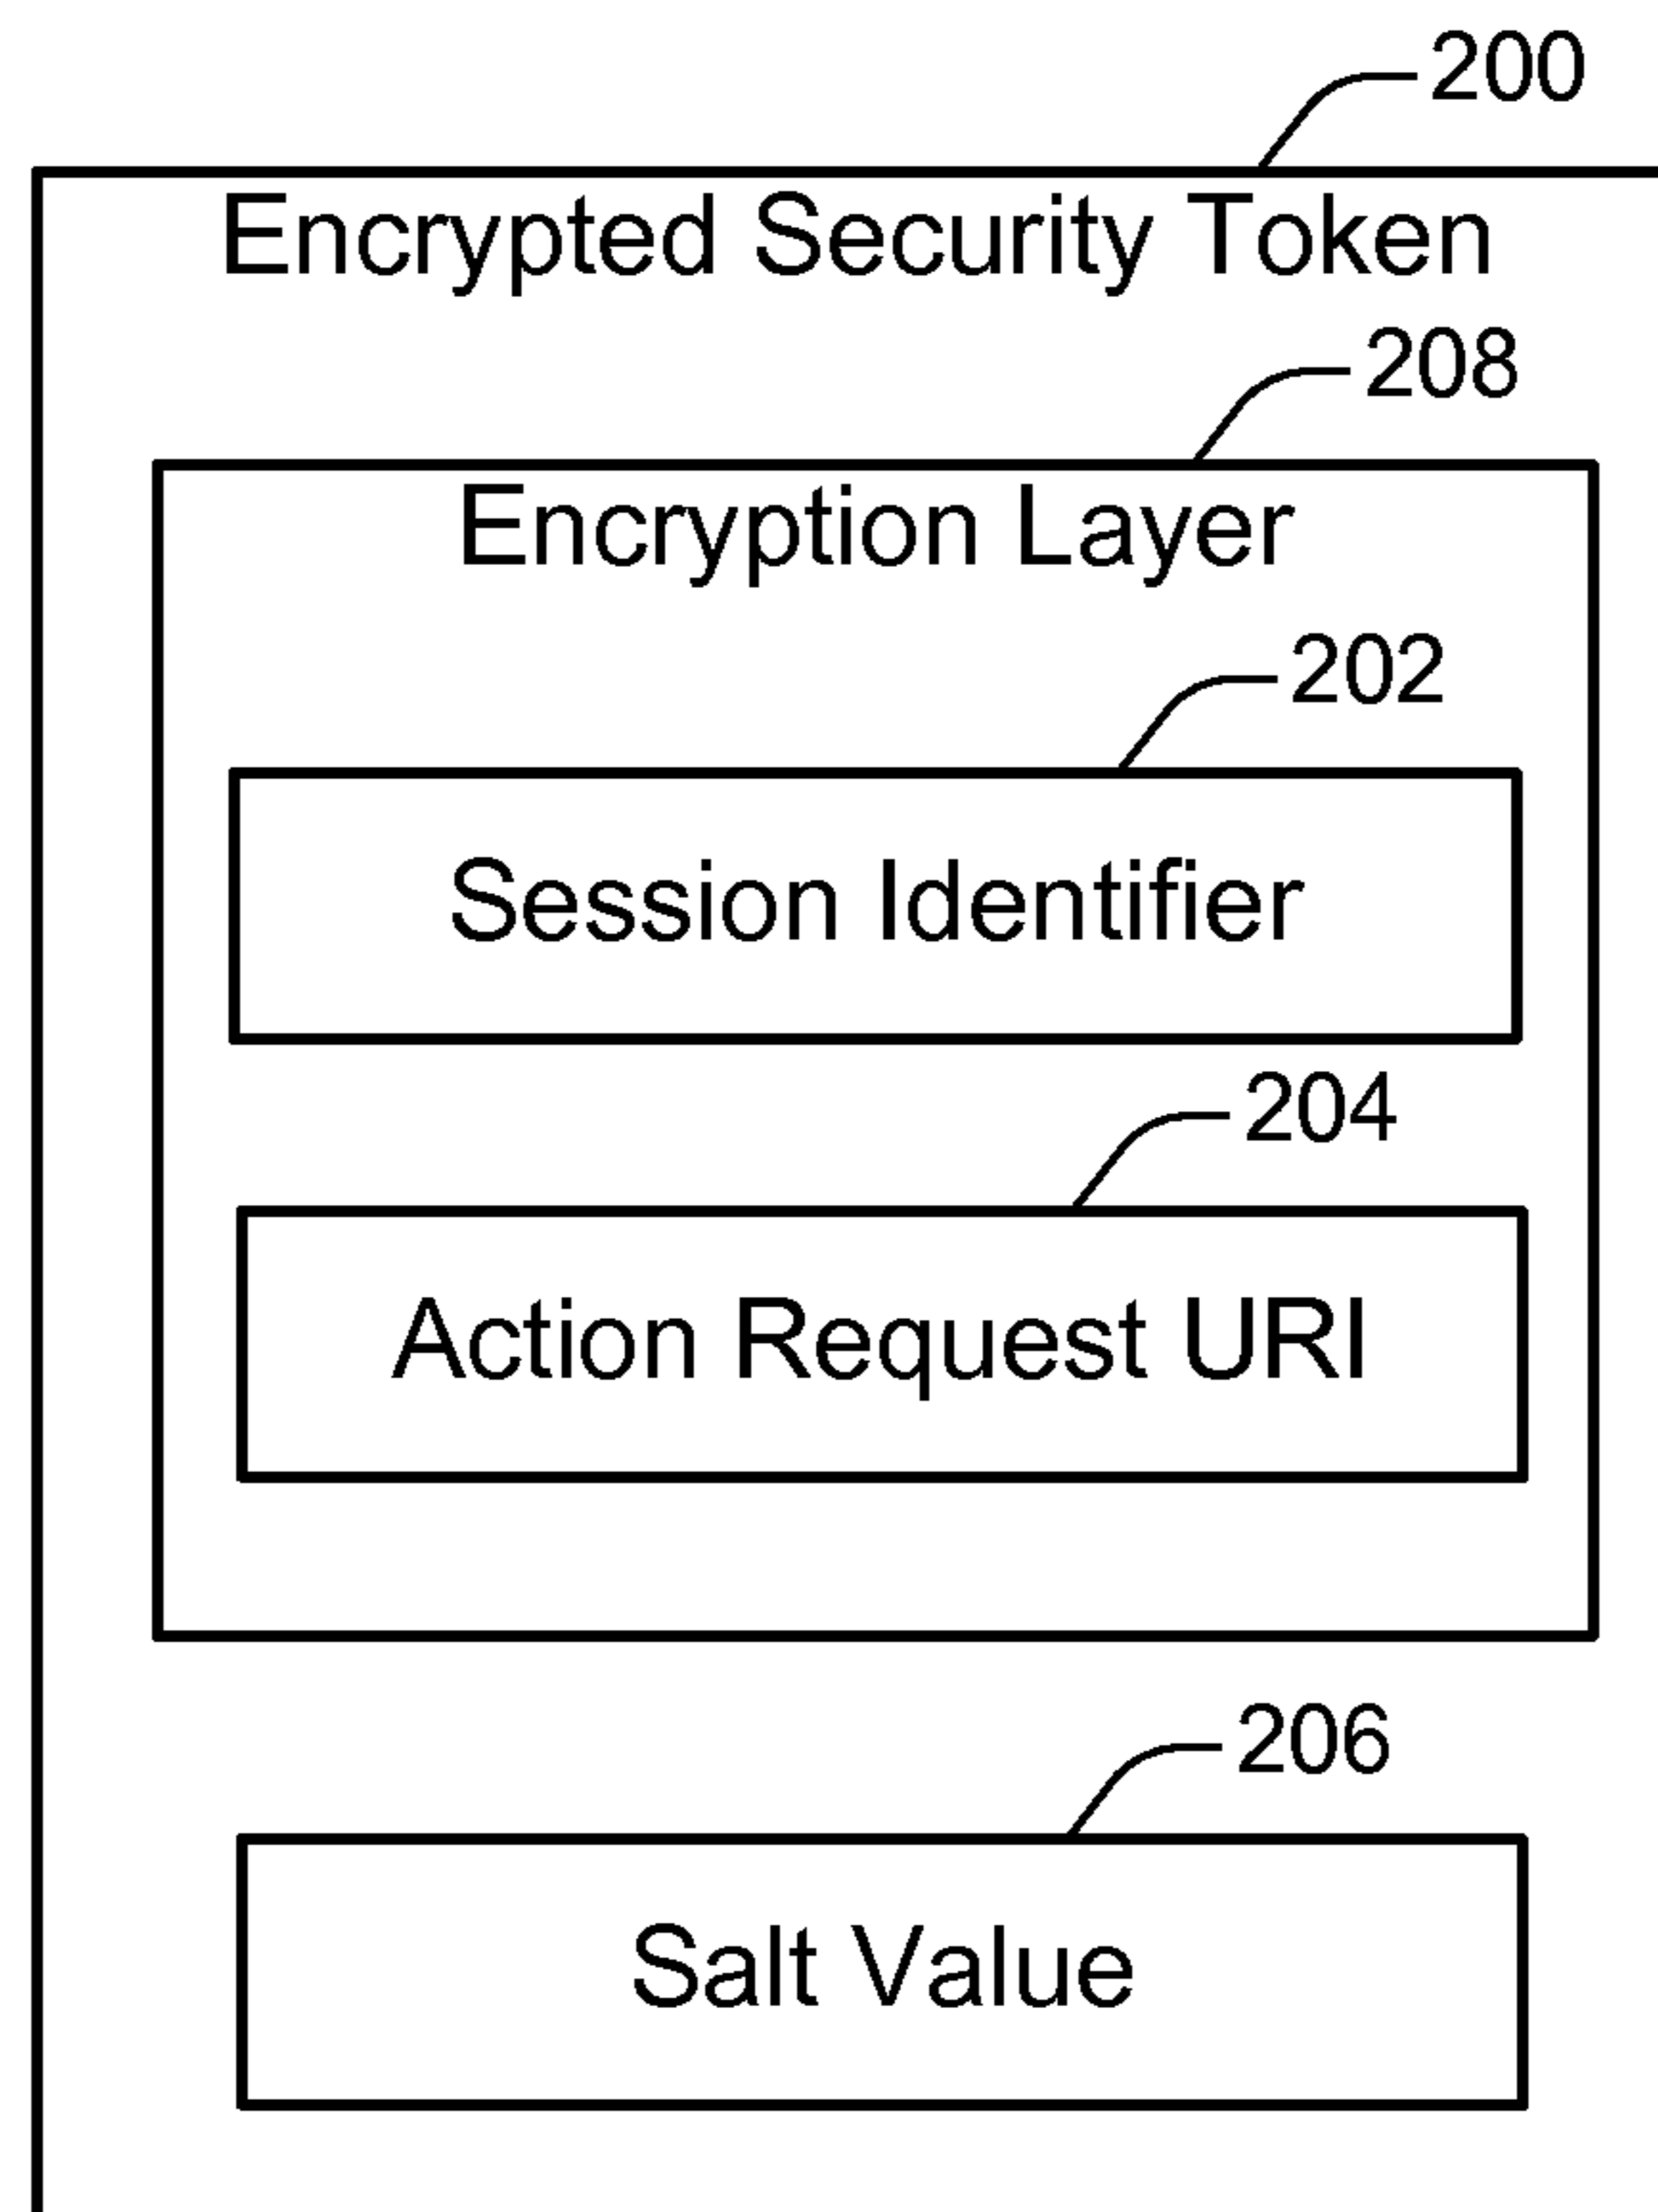 200
Encrypted Security Token
208
Encryption Layer
202
Session Identifier
204
Action Request URI
206
Salt Value